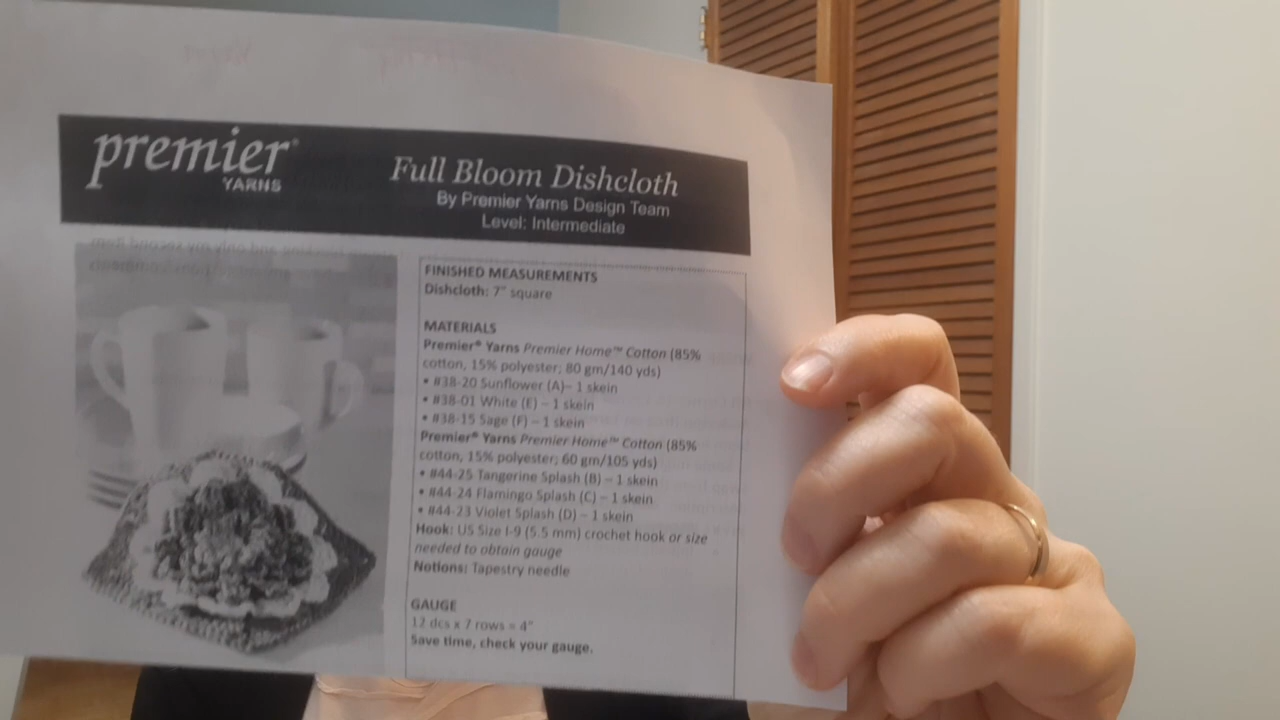 premier®
YARNS
Full Bloom Dishcloth
By Premier Yarns Design Team
Level: Intermediate
FINISHED MEASUREMENTS
Dishcloth: 7" square
MATERIALS
Premier® Yarns Premier Home™ Cotton (85%
cotton, 15% polyester; 80 gm/140 yds)
• #38-20 Sunflower (A)– 1 skein
• #38-01 White (E) – 1 skein
• #38-15 Sage (F) – 1 skein
Premier® Yarns Premier Home™ Cotton (85%
cotton, 15% polyester; 60 gm/105 yds)
• #44-25 Tangerine Splash (B) – 1 skein
• #44-24 Flamingo Splash (C) – 1 skein
• #44-23 Violet Splash (D) – 1 skein
Hook: US Size I-9 (5.5 mm) crochet hook or size
needed to obtain gauge
Notions: Tapestry needle
GAUGE
12 dcs x 7 rows = 4"
Save time, check your gauge.